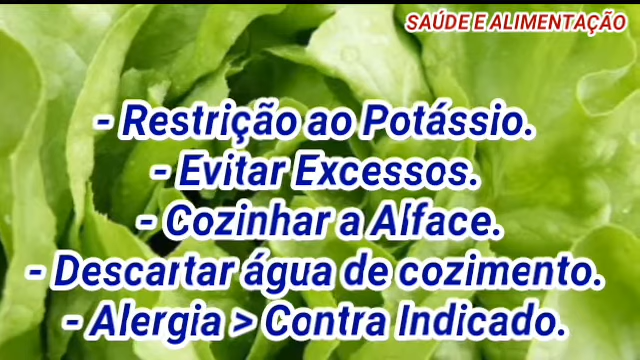 SAÚDE E ALIMENTAÇÃO
- Restrição ao Potássio.
- Evitar Excessos.
- Cozinhar a Alface.
- Descartar água de cozimento.
- Alergia > Contra Indicado.